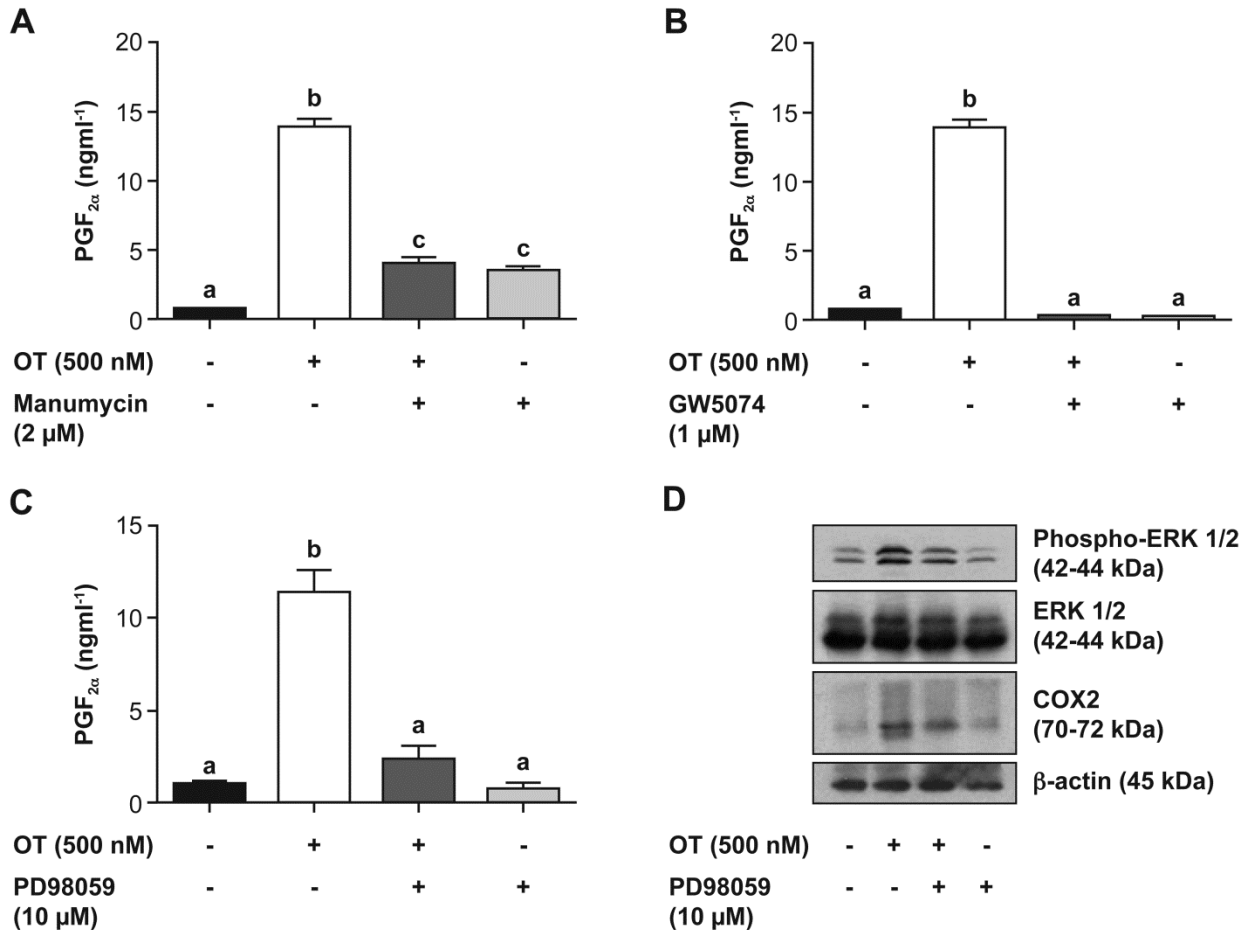 A
PGF2α (ngml-1)
20
15
10
5
0
a
b
c
c
OT (500 nM) - + + -
Manumycin - - + +
(2 µM)
B
PGF2α (ngml-1)
20
15
10
5
0
a
b
a
a
OT (500 nM) - + + -
GW5074 - - + +
(1 µM)
C
PGF2α (ngml-1)
15
10
5
0
a
b
a
a
OT (500 nM) - + + -
PD98059 - - + +
(10 µM)
D
Phospho-ERK 1/2
(42-44 kDa)
ERK 1/2
(42-44 kDa)
COX2
(70-72 kDa)
β-actin (45 kDa)
OT (500 nM) - + + -
PD98059 - - + +
(10 µM)